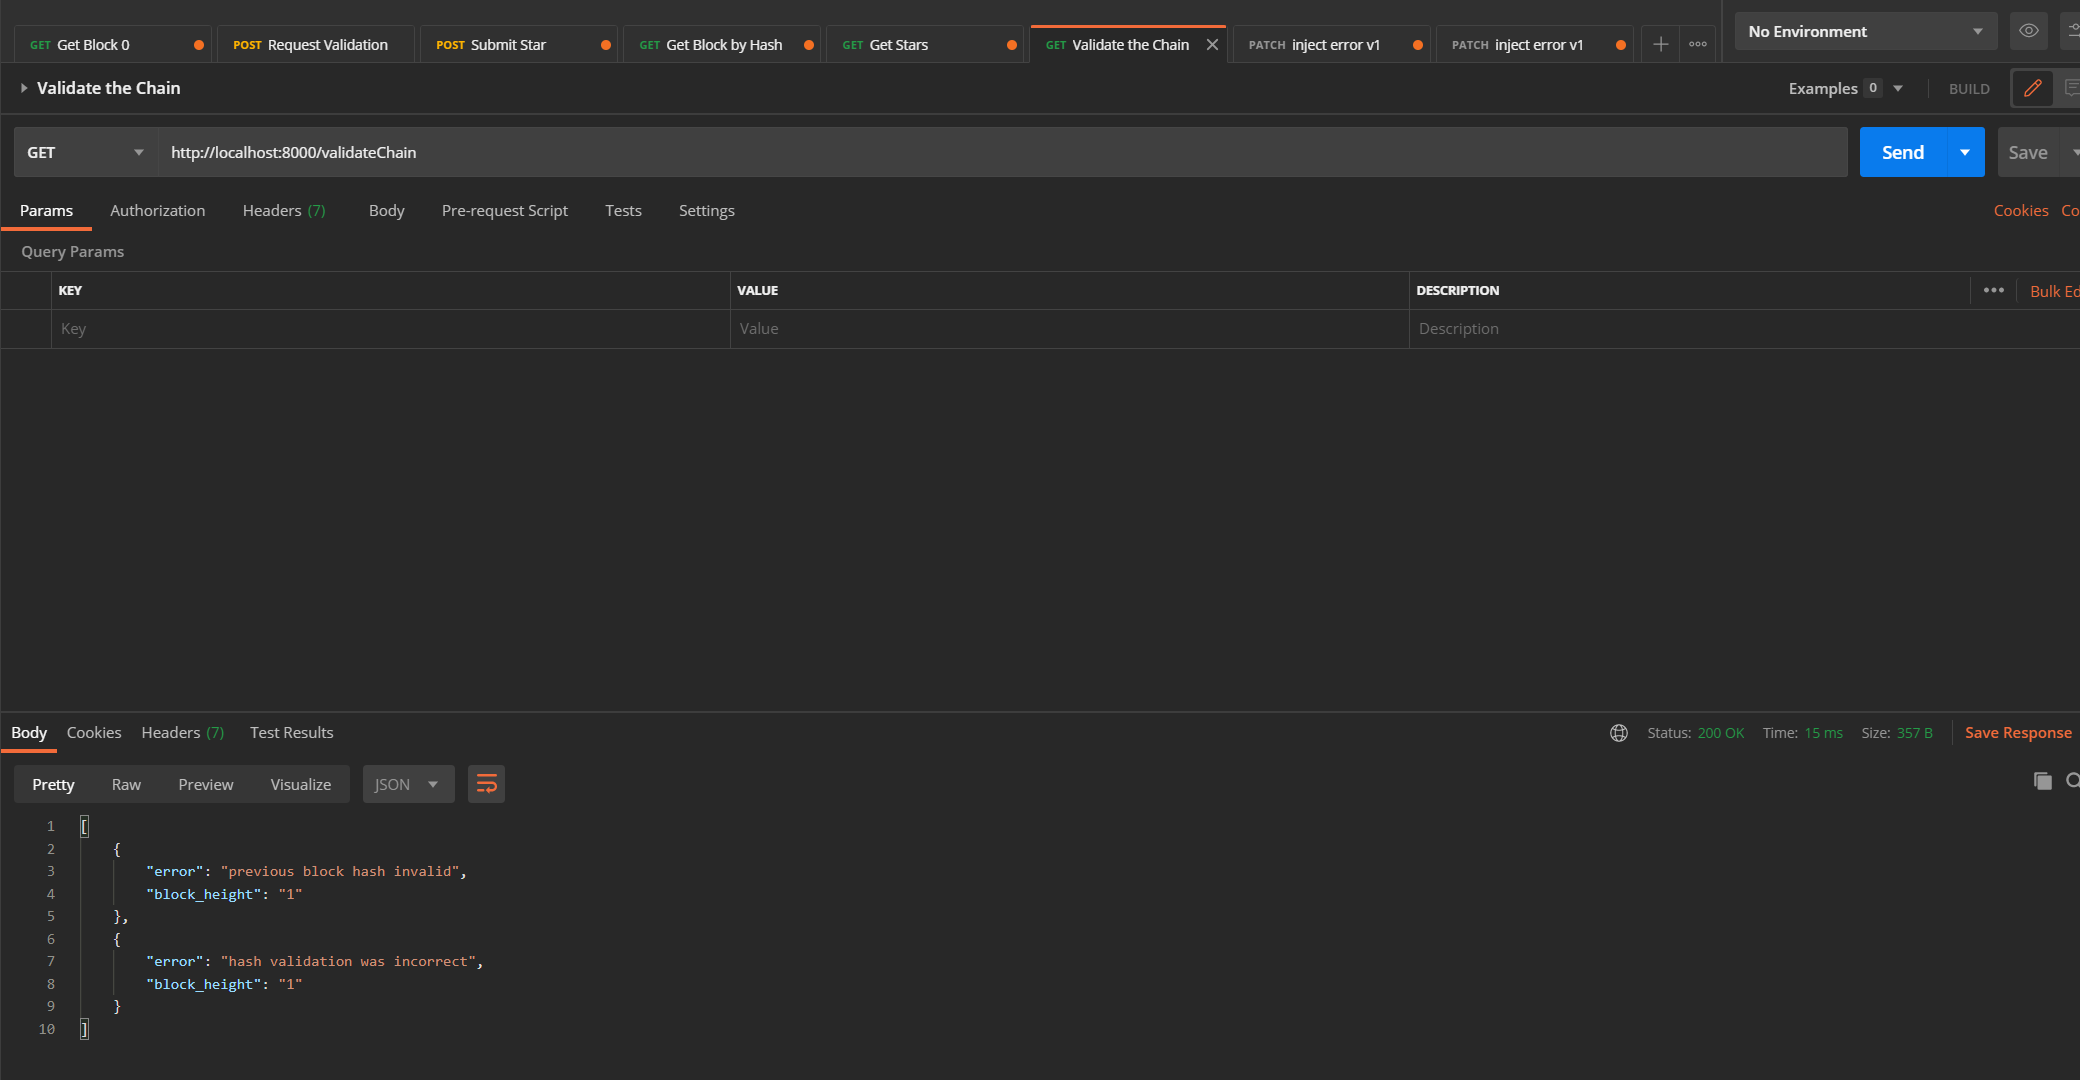 GET Get Block 0 POST Request Validation POST Submit Star GET Get Block by Hash GET Get Stars GET Validate the Chain PATCH inject error v1 PATCH inject error v1 No Environment
Validate the Chain Examples 0 BUILD
GET http://localhost:8000/validateChain Send Save
Params Authorization Headers (7) Body Pre-request Script Tests Settings Cookies Co
Query Params
KEY VALUE DESCRIPTION Bulk Ed
Key Value Description
Body Cookies Headers (7) Test Results Status: 200 OK Time: 15 ms Size: 357 B Save Response
Pretty Raw Preview Visualize JSON
1 [
2 {
3 "error": "previous block hash invalid",
4 "block_height": "1"
5 },
6 {
7 "error": "hash validation was incorrect",
8 "block_height": "1"
9 }
10 ]